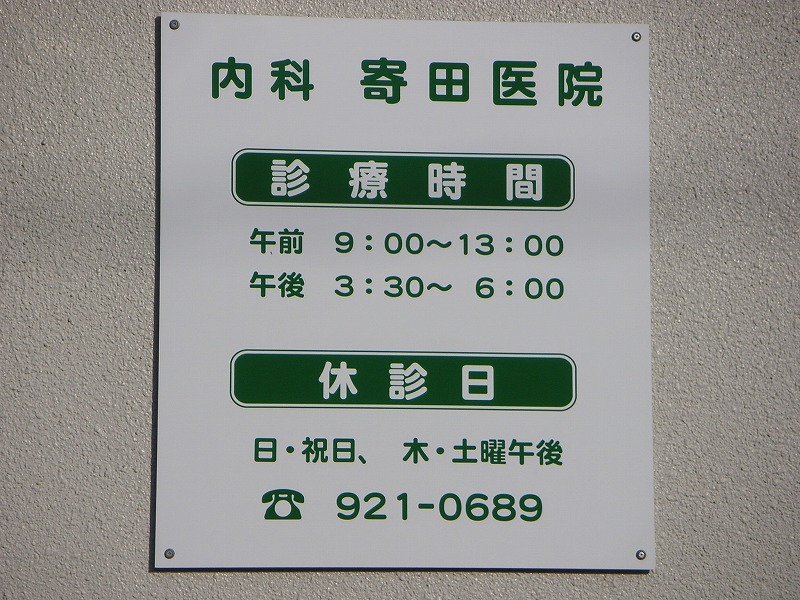 内科 寄田医院
診療時間
午前 9：00〜13：00
午後 3：30〜 6：00
休診日
日・祝日、 木・土曜午後
☎ 921-0689